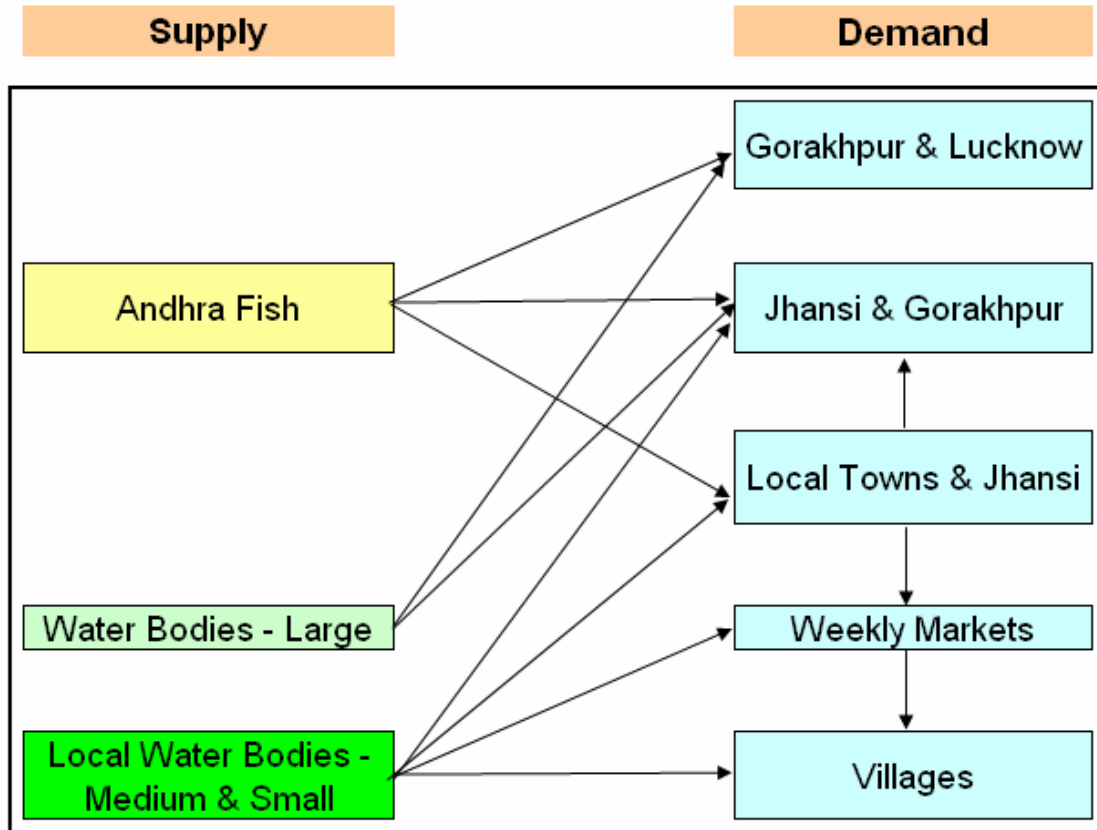 Supply
Demand
Gorakhpur & Lucknow
Andhra Fish
Jhansi & Gorakhpur
Local Towns & Jhansi
Water Bodies - Large
Weekly Markets
Local Water Bodies -
Medium & Small
Villages